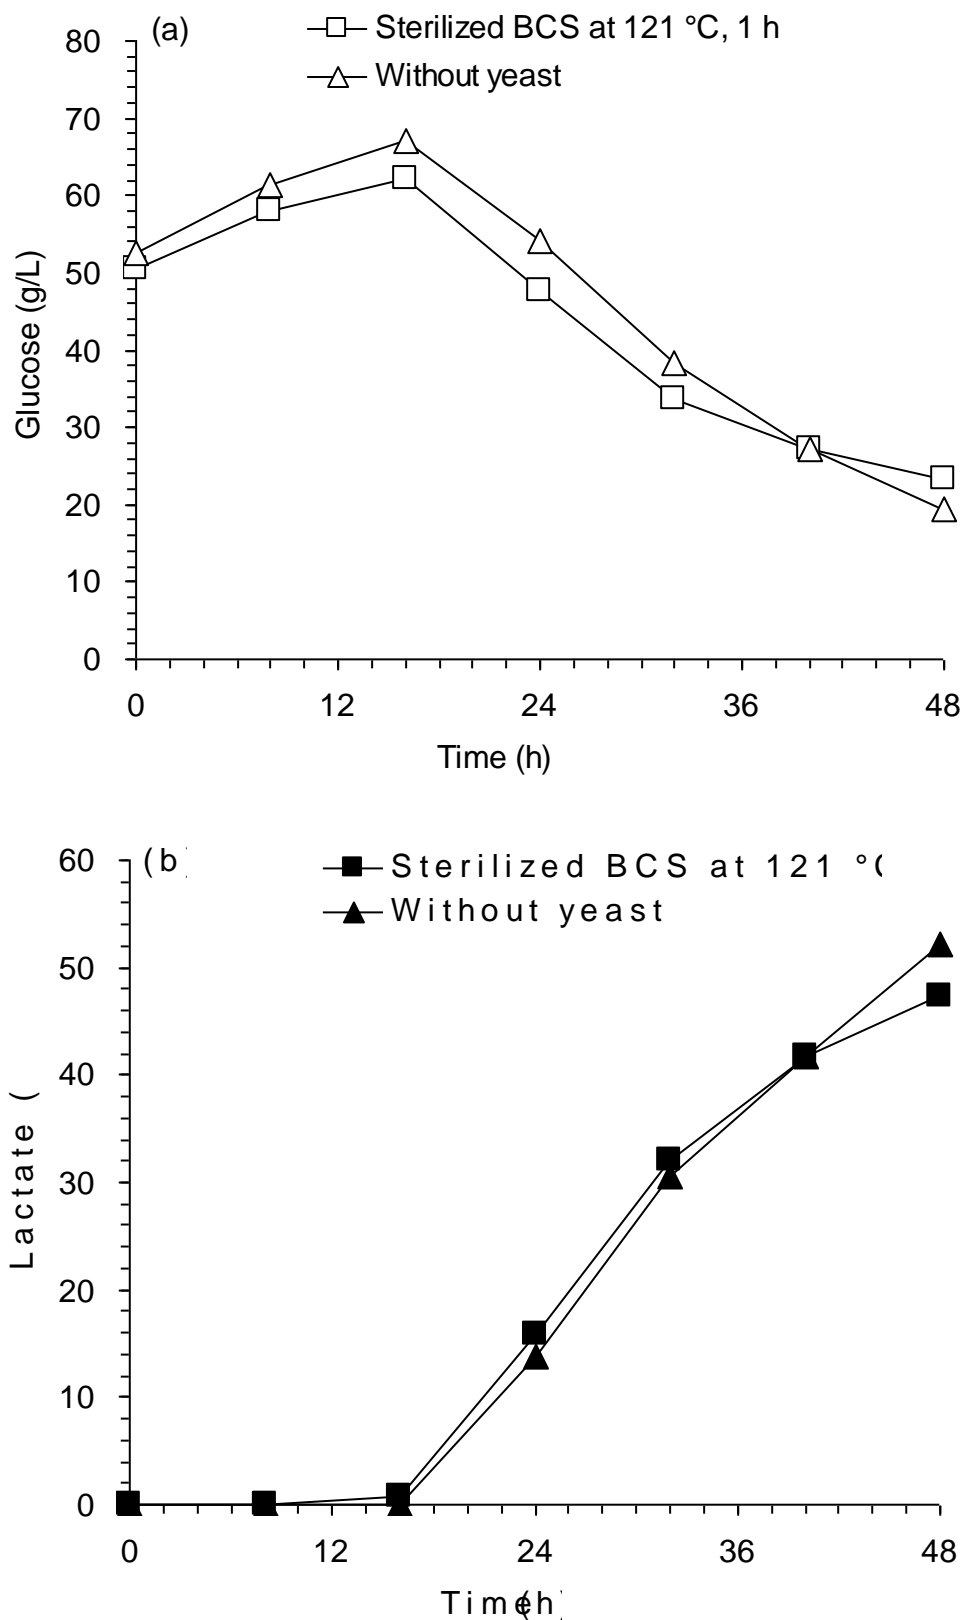 (a)
Sterilized BCS at 121 °C, 1 h
Without yeast
80
70
60
50
40
30
20
10
0
Glucose (g/L)
0 12 24 36 48
Time (h)
(b)
Sterilized BCS at 121 °C
Without yeast
60
50
40
30
20
10
0
Lactate (
0 12 24 36 48
Time(h)